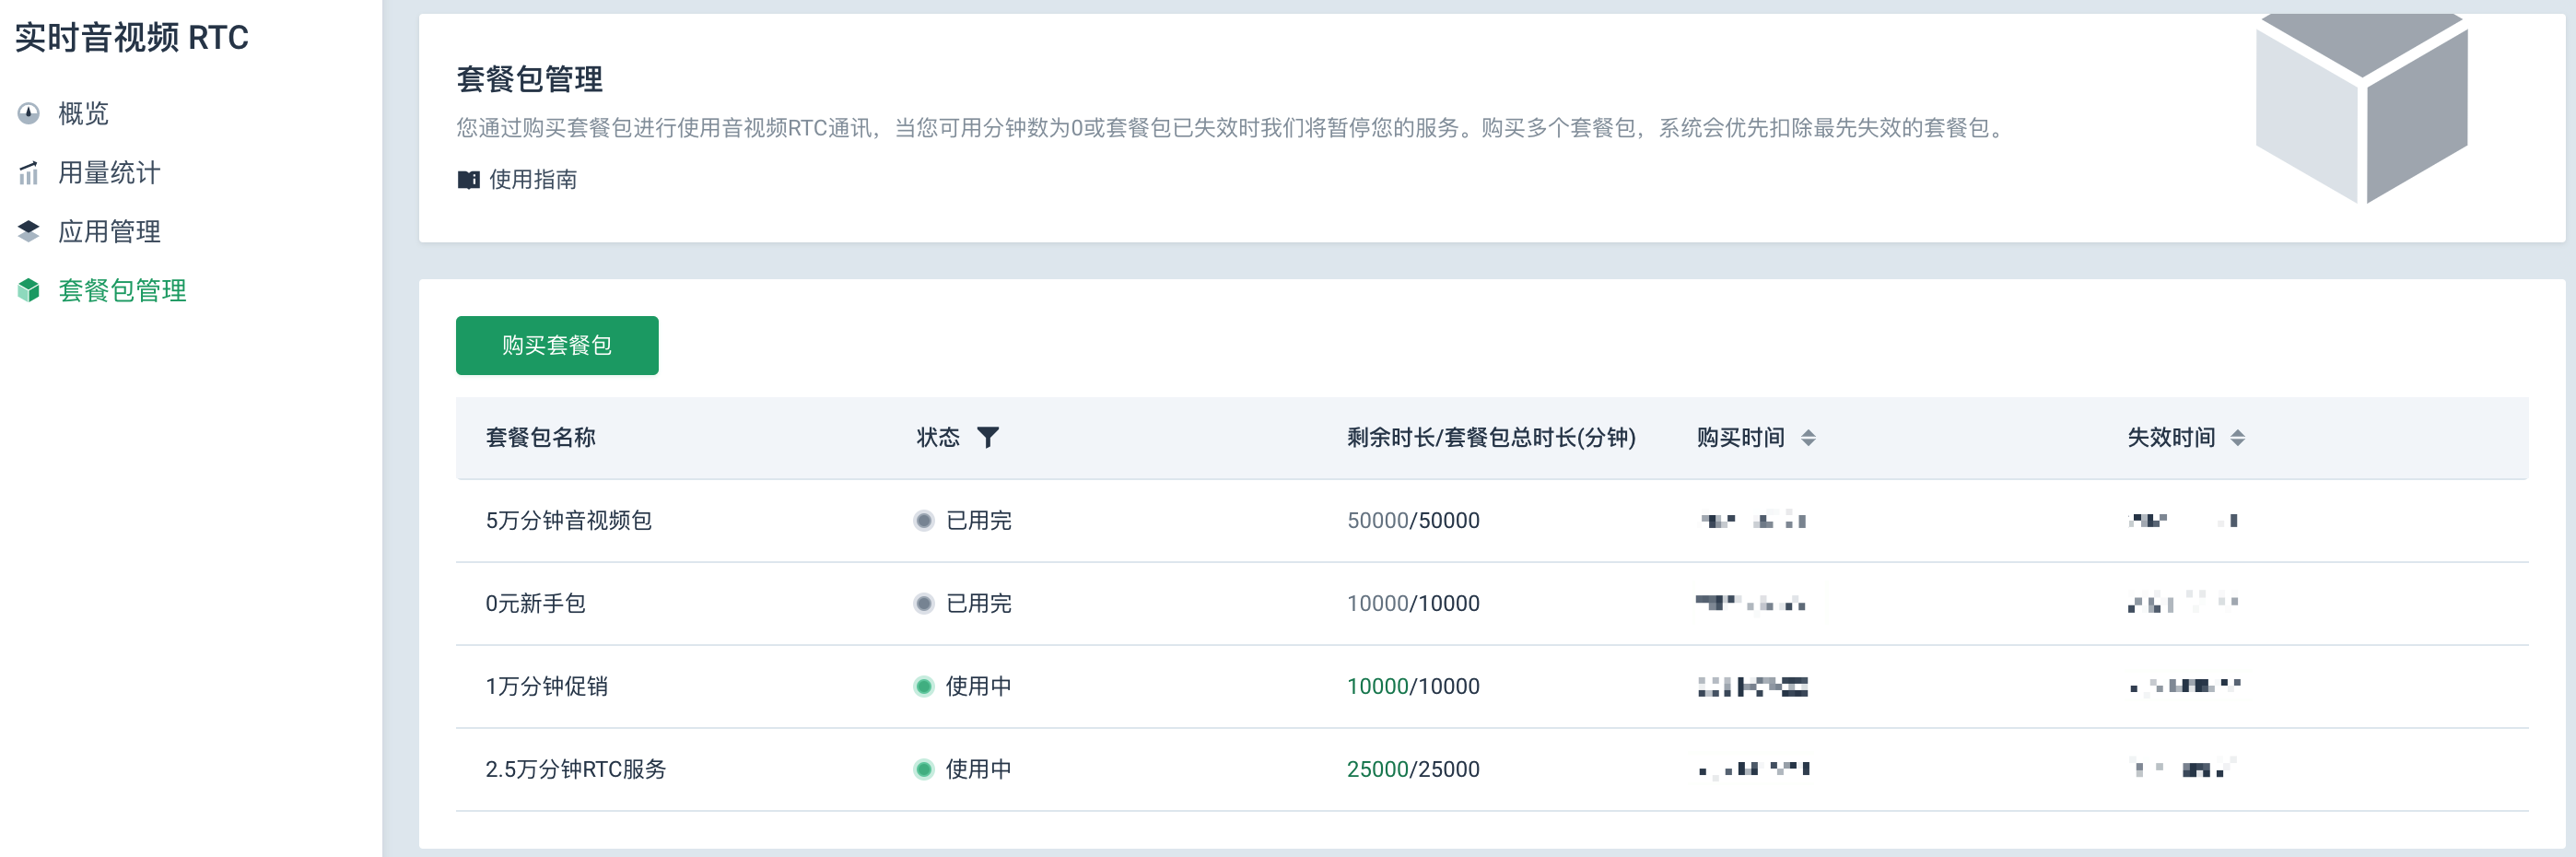 实时音视频 RTC
概览
用量统计
应用管理
套餐包管理
套餐包管理
您通过购买套餐包进行使用音视频RTC通讯，当您可用分钟数为0或套餐包已失效时我们将暂停您的服务。购买多个套餐包，系统会优先扣除最先失效的套餐包。
使用指南
购买套餐包
套餐包名称 状态 剩余时长/套餐包总时长(分钟) 购买时间 失效时间
5万分钟音视频包 已用完 50000/50000
0元新手包 已用完 10000/10000
1万分钟促销 使用中 10000/10000
2.5万分钟RTC服务 使用中 25000/25000